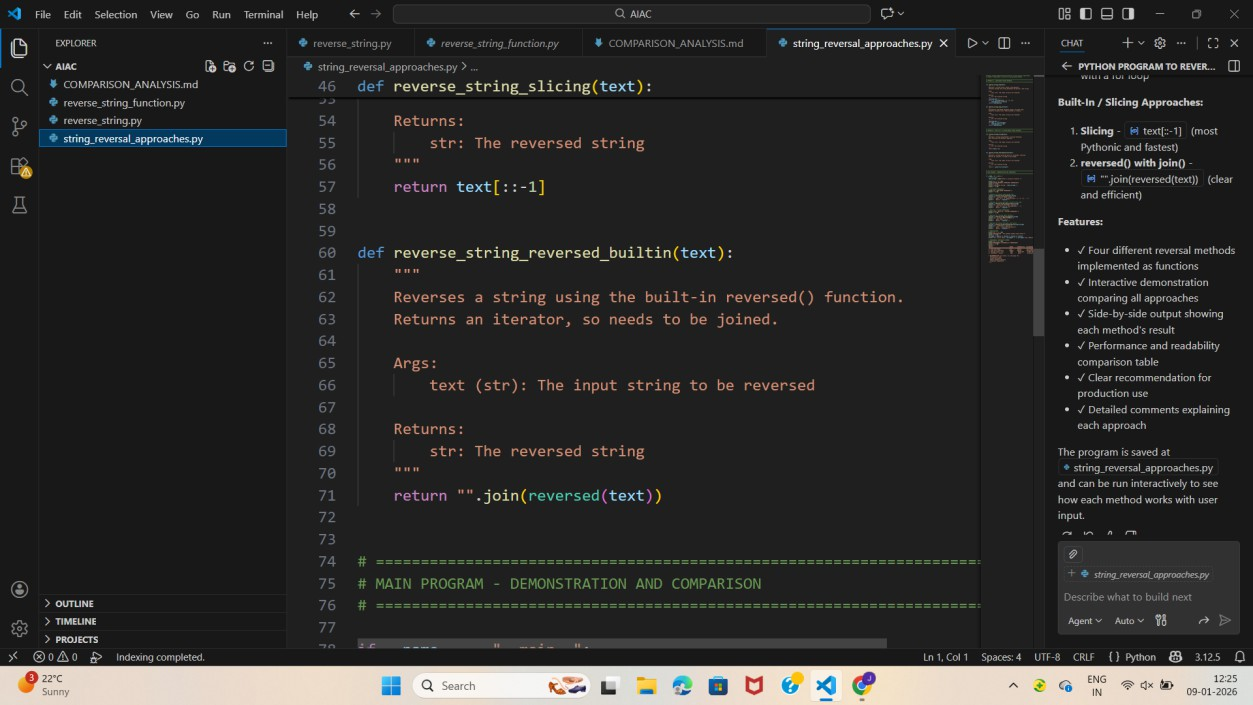 File Edit Selection View Go Run Terminal Help
AIAC
EXPLORER
AIAC
COMPARISON_ANALYSIS.md
reverse_string_function.py
reverse_string.py
string_reversal_approaches.py
OUTLINE
TIMELINE
PROJECTS
reverse_string.py reverse_string_function.py COMPARISON_ANALYSIS.md string_reversal_approaches.py
string_reversal_approaches.py > ...
46 def reverse_string_slicing(text):
53
54 Returns:
55 str: The reversed string
56 """
57 return text[::-1]
58
59
60 def reverse_string_reversed_builtin(text):
61 """
62 Reverses a string using the built-in reversed() function.
63 Returns an iterator, so needs to be joined.
64
65 Args:
66 text (str): The input string to be reversed
67
68 Returns:
69 str: The reversed string
70 """
71 return "".join(reversed(text))
72
73
74 # ====================================================================
75 # MAIN PROGRAM - DEMONSTRATION AND COMPARISON
76 # ====================================================================
77
78 if __name__ == "__main__":
CHAT
PYTHON PROGRAM TO REVER...
with a for loop
Built-In / Slicing Approaches:
1. Slicing - text[::-1] (most
Pythonic and fastest)
2. reversed() with join() -
"".join(reversed(text)) (clear
and efficient)
Features:
• ✓ Four different reversal methods
implemented as functions
• ✓ Interactive demonstration
comparing all approaches
• ✓ Side-by-side output showing
each method's result
• ✓ Performance and readability
comparison table
• ✓ Clear recommendation for
production use
• ✓ Detailed comments explaining
each approach
The program is saved at
string_reversal_approaches.py
and can be run interactively to see
how each method works with user
input.
+ string_reversal_approaches.py
Describe what to build next
Agent Auto
0 0 Indexing completed.
Ln 1, Col 1 Spaces: 4 UTF-8 CRLF {} Python 3.12.5
3
22°C
Sunny
Search
ENG
IN
12:25
09-01-2026